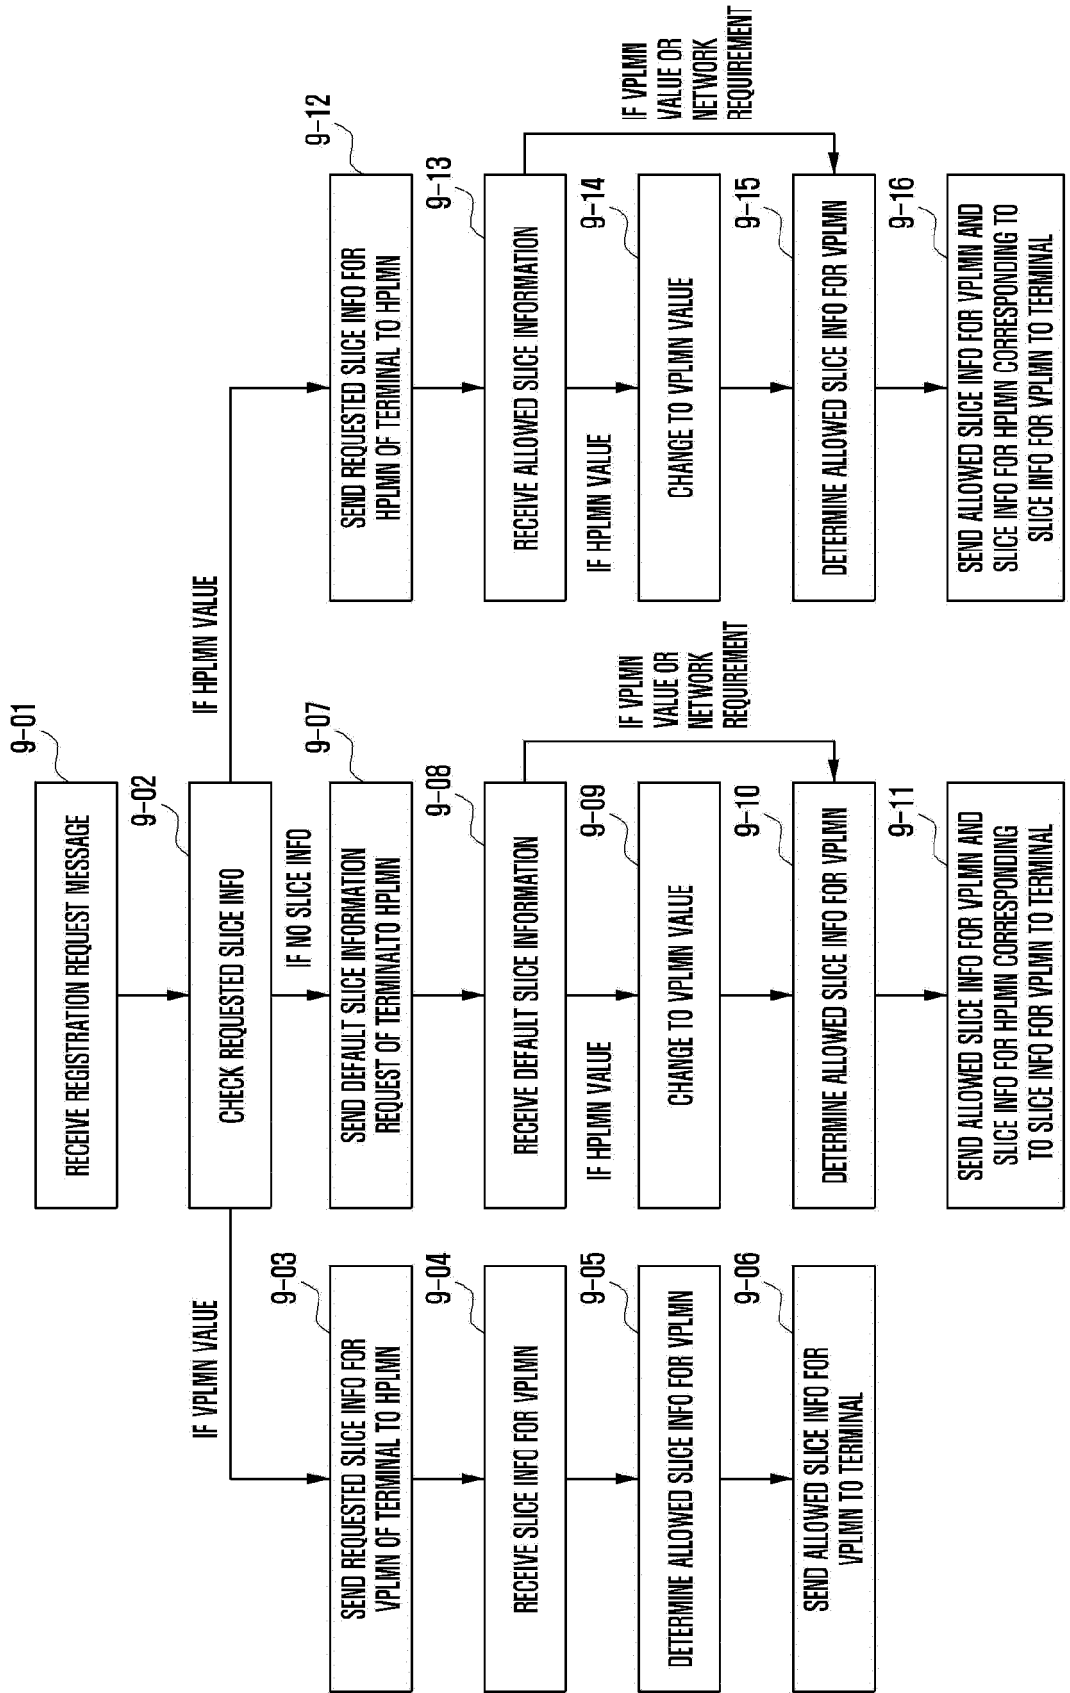 9-01
RECEIVE REGISTRATION REQUEST MESSAGE
9-02
CHECK REQUESTED SLICE INFO
IF VPLMN VALUE
IF NO SLICE INFO
IF HPLMN VALUE
9-03
SEND REQUESTED SLICE INFO FOR
VPLMN OF TERMINAL TO HPLMN
9-04
RECEIVE SLICE INFO FOR VPLMN
9-05
DETERMINE ALLOWED SLICE INFO FOR VPLMN
9-06
SEND ALLOWED SLICE INFO FOR
VPLMN TO TERMINAL
9-07
SEND DEFAULT SLICE INFORMATION
REQUEST OF TERMINALTO HPLMN
9-08
RECEIVE DEFAULT SLICE INFORMATION
IF HPLMN VALUE
IF VPLMN
VALUE OR
NETWORK
REQUIREMENT
9-09
CHANGE TO VPLMN VALUE
9-10
DETERMINE ALLOWED SLICE INFO FOR VPLMN
9-11
SEND ALLOWED SLICE INFO FOR VPLMN AND
SLICE INFO FOR HPLMN CORRESPONDING
TO SLICE INFO FOR VPLMN TO TERMINAL
9-12
SEND REQUESTED SLICE INFO FOR
HPLMN OF TERMINAL TO HPLMN
9-13
RECEIVE ALLOWED SLICE INFORMATION
IF HPLMN VALUE
IF VPLMN
VALUE OR
NETWORK
REQUIREMENT
9-14
CHANGE TO VPLMN VALUE
9-15
DETERMINE ALLOWED SLICE INFO FOR VPLMN
9-16
SEND ALLOWED SLICE INFO FOR VPLMN AND
SLICE INFO FOR HPLMN CORRESPONDING TO
SLICE INFO FOR VPLMN TO TERMINAL